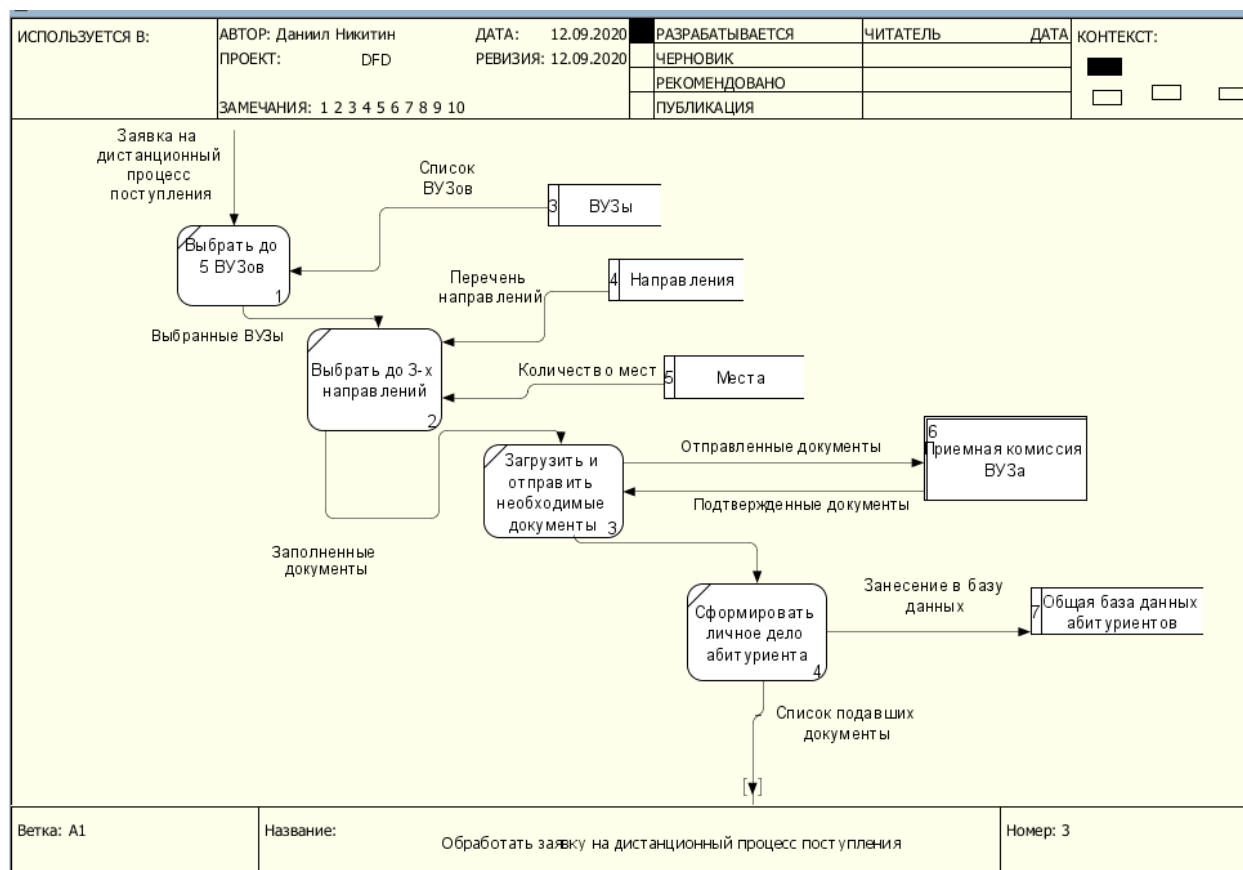 ИСПОЛЬЗУЕТСЯ В:
АВТОР: Даниил Никитин
ДАТА: 12.09.2020
ПРОЕКТ: DFD
РЕВИЗИЯ: 12.09.2020
ЗАМЕЧАНИЯ: 1 2 3 4 5 6 7 8 9 10
РАЗРАБАТЫВАЕТСЯ
ЧЕРНОВИК
РЕКОМЕНДОВАНО
ПУБЛИКАЦИЯ
ЧИТАТЕЛЬ
ДАТА
КОНТЕКСТ:
Заявка на
дистанционный
процесс
поступления
Список
ВУЗов
3 ВУЗы
Выбрать до
5 ВУЗов
1
Перечень
направлений
4 Направления
Выбранные ВУЗы
Выбрать до 3-х
направлений
2
Количество мест
5 Места
Загрузить и
отправить
необходимые
документы 3
Отправленные документы
6
Приемная комиссия
ВУЗа
Подтвержденные документы
Заполненные
документы
Сформировать
личное дело
абитуриента
4
Занесение в базу
данных
7 Общая база данных
абитуриентов
Список подавших
документы
Ветка: A1
Название:
Обработать заявку на дистанционный процесс поступления
Номер: 3